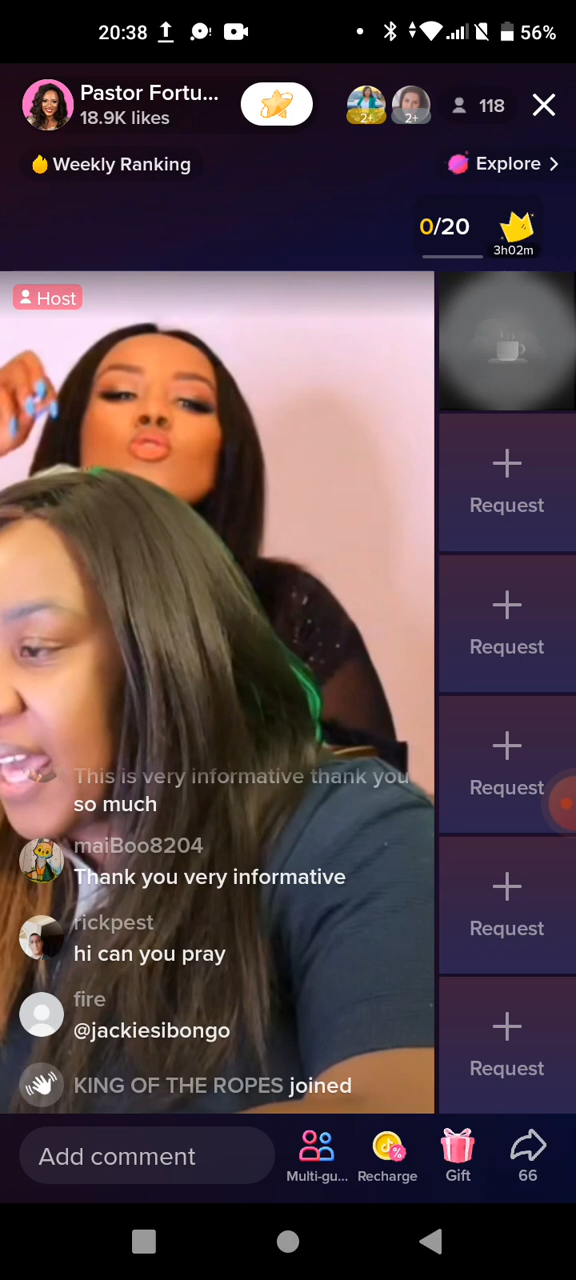 20:38
56%
Pastor Fortu...
18.9K likes
2+
2+
118
Weekly Ranking
Explore
0/20
3h02m
Host
Request
Request
Request
Request
Request
This is very informative thank you
so much
maiBoo8204
Thank you very informative
rickpest
hi can you pray
fire
@jackiesibongo
KING OF THE ROPES joined
Add comment
Multi-gu...
Recharge
Gift
66